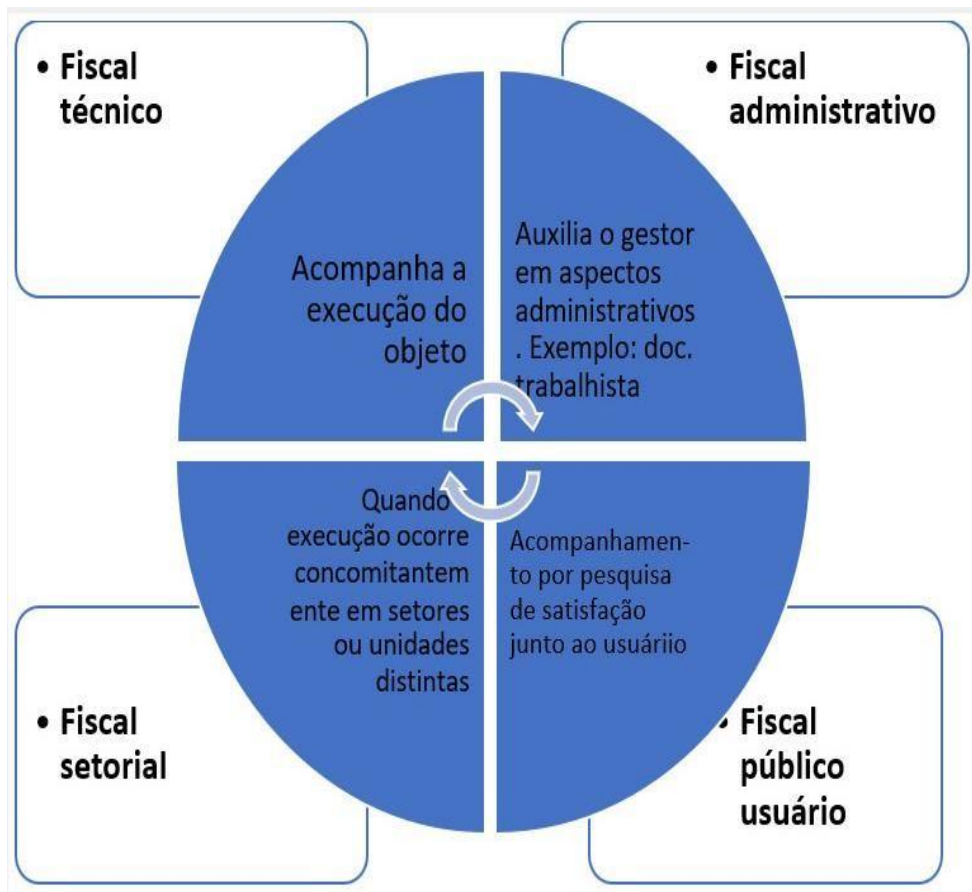 • Fiscal
técnico
• Fiscal
administrativo
Acompanha a
execução do
objeto
Auxilia o gestor
em aspectos
administrativos
. Exemplo: doc.
trabalhista
Quando
execução ocorre
concomitantem
ente em setores
ou unidades
distintas
Acompanhamen-
to por pesquisa
de satisfação
junto ao usuáriio
• Fiscal
setorial
• Fiscal
público
usuário